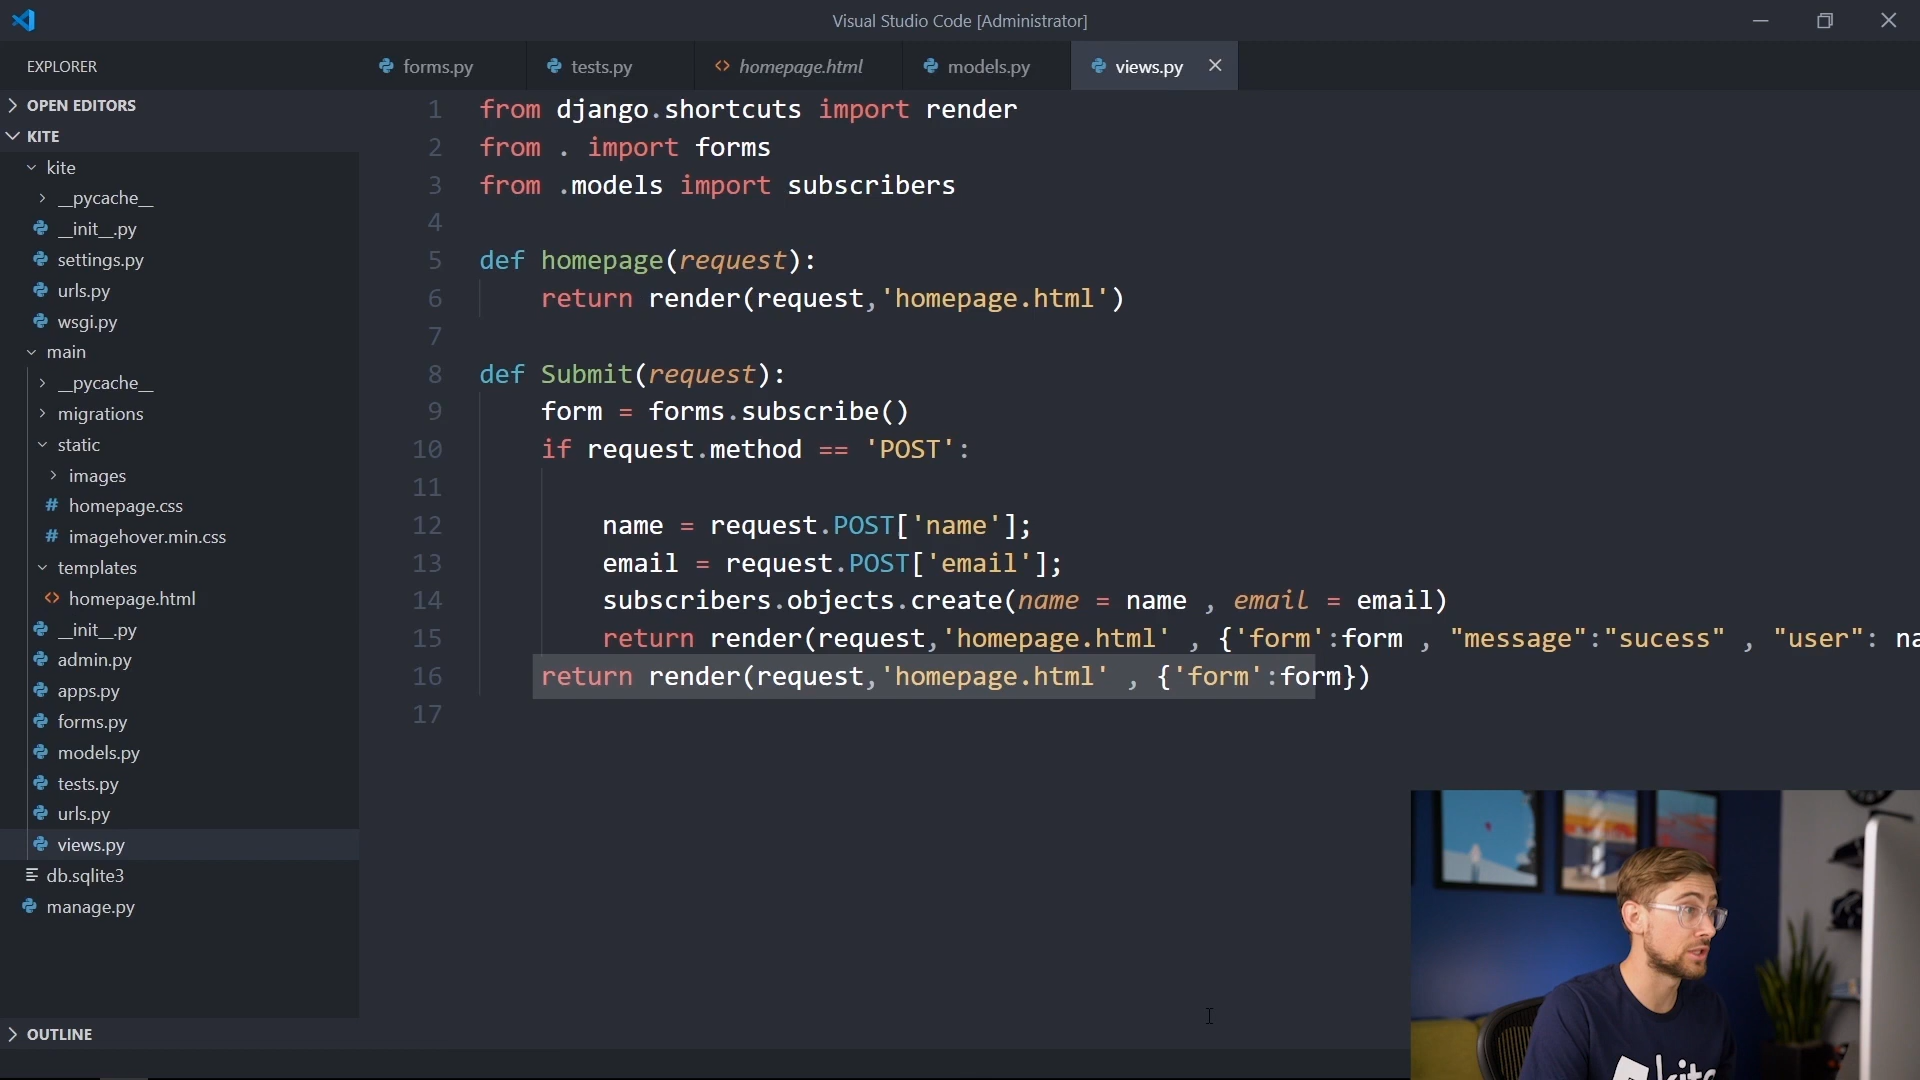 Visual Studio Code [Administrator]
EXPLORER
forms.py
tests.py
homepage.html
models.py
views.py
OPEN EDITORS
KITE
kite
__pycache__
__init__.py
settings.py
urls.py
wsgi.py
main
__pycache__
migrations
static
images
homepage.css
imagehover.min.css
templates
homepage.html
__init__.py
admin.py
apps.py
forms.py
models.py
tests.py
urls.py
views.py
db.sqlite3
manage.py
OUTLINE
1 from django.shortcuts import render
2 from . import forms
3 from .models import subscribers
4
5 def homepage(request):
6 return render(request,'homepage.html')
7
8 def Submit(request):
9 form = forms.subscribe()
10 if request.method == 'POST':
11
12 name = request.POST['name'];
13 email = request.POST['email'];
14 subscribers.objects.create(name = name , email = email)
15 return render(request,'homepage.html' , {'form':form , "message":"sucess" , "user": na
16 return render(request,'homepage.html' , {'form':form})
17
kite